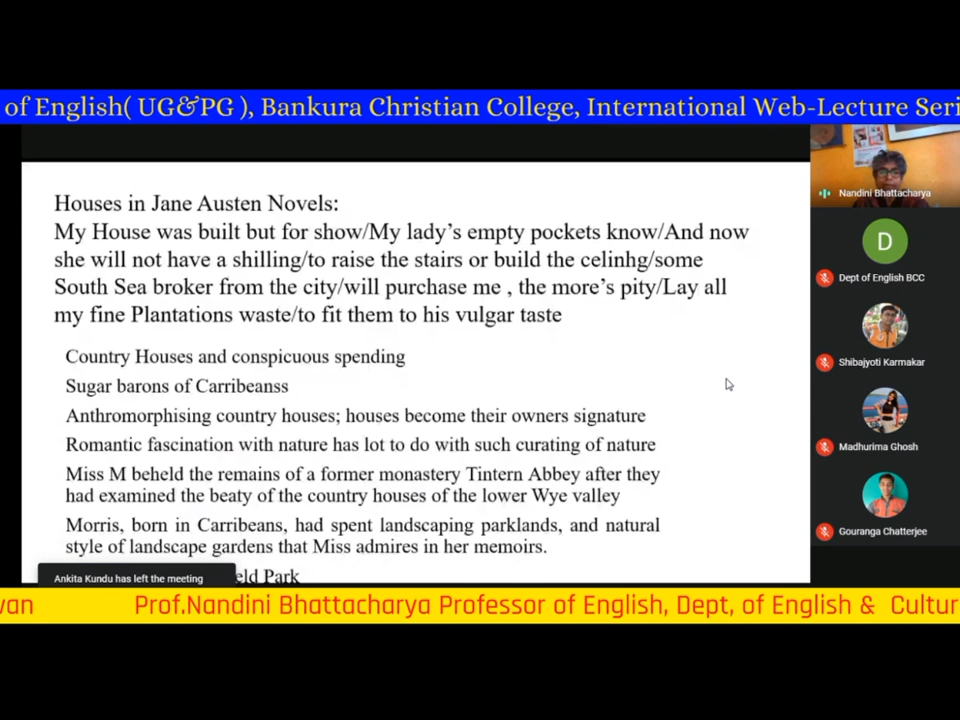 of English( UG&PG ), Bankura Christian College, International Web-Lecture Seri
Houses in Jane Austen Novels:
My House was built but for show/My lady's empty pockets know/And now
she will not have a shilling/to raise the stairs or build the celinhg/some
South Sea broker from the city/will purchase me , the more's pity/Lay all
my fine Plantations waste/to fit them to his vulgar taste
Country Houses and conspicuous spending
Sugar barons of Carribeanss
Anthromorphising country houses; houses become their owners signature
Romantic fascination with nature has lot to do with such curating of nature
Miss M beheld the remains of a former monastery Tintern Abbey after they
had examined the beaty of the country houses of the lower Wye valley
Morris, born in Carribeans, had spent landscaping parklands, and natural
style of landscape gardens that Miss admires in her memoirs.
eld Park
Ankita Kundu has left the meeting
Nandini Bhattacharya
D
Dept of English BCC
Shibajyoti Karmakar
Madhurima Ghosh
Gouranga Chatterjee
wan Prof.Nandini Bhattacharya Professor of English, Dept, of English & Cultur